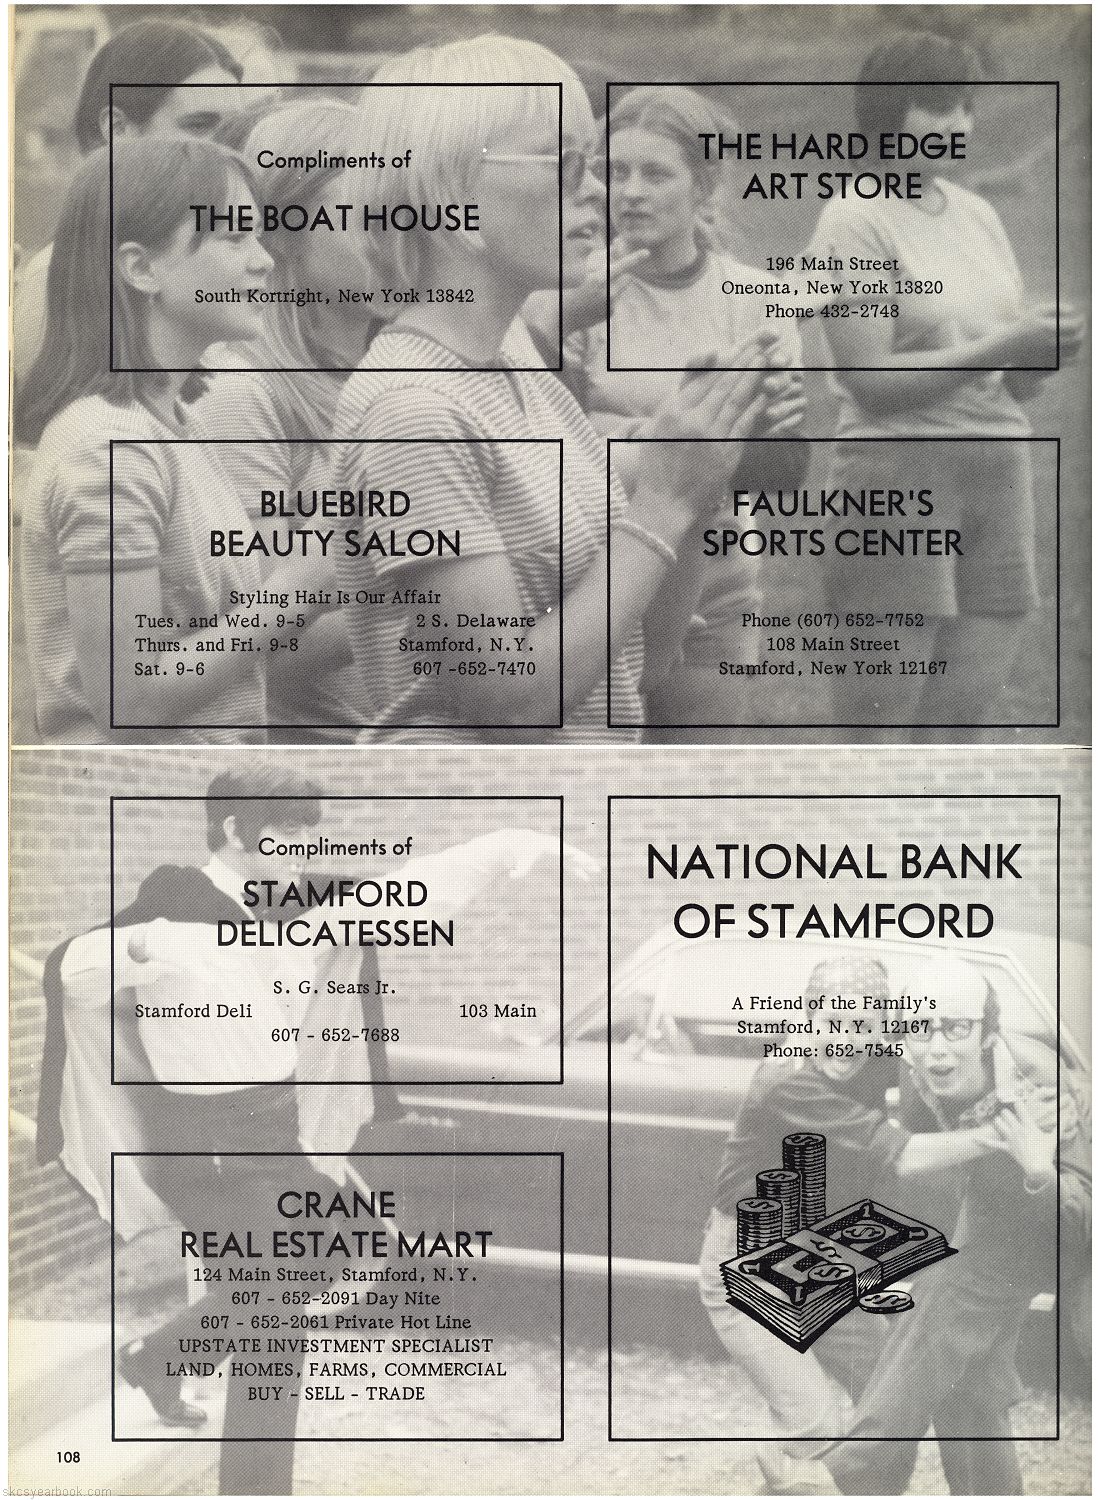 Compliments of
THE BOAT HOUSE
South Kortright, New York 13842
THE HARD EDGE
ART STORE
196 Main Street
Oneonta, New York 13820
Phone 432-2748
BLUEBIRD
BEAUTY SALON
Styling Hair Is Our Affair
Tues. and Wed. 9-5 2 S. Delaware
Thurs. and Fri. 9-8 Stamford, N.Y.
Sat. 9-6 607 -652-7470
FAULKNER'S
SPORTS CENTER
Phone (607) 652-7752
108 Main Street
Stamford, New York 12167
Compliments of
STAMFORD
DELICATESSEN
S. G. Sears Jr.
Stamford Deli 103 Main
607 - 652-7688
NATIONAL BANK
OF STAMFORD
A Friend of the Family's
Stamford, N.Y. 12167
Phone: 652-7545
CRANE
REAL ESTATE MART
124 Main Street, Stamford, N.Y.
607 - 652-2091 Day Nite
607 - 652-2061 Private Hot Line
UPSTATE INVESTMENT SPECIALIST
LAND, HOMES, FARMS, COMMERCIAL
BUY - SELL - TRADE
108
skcsyearbook.com